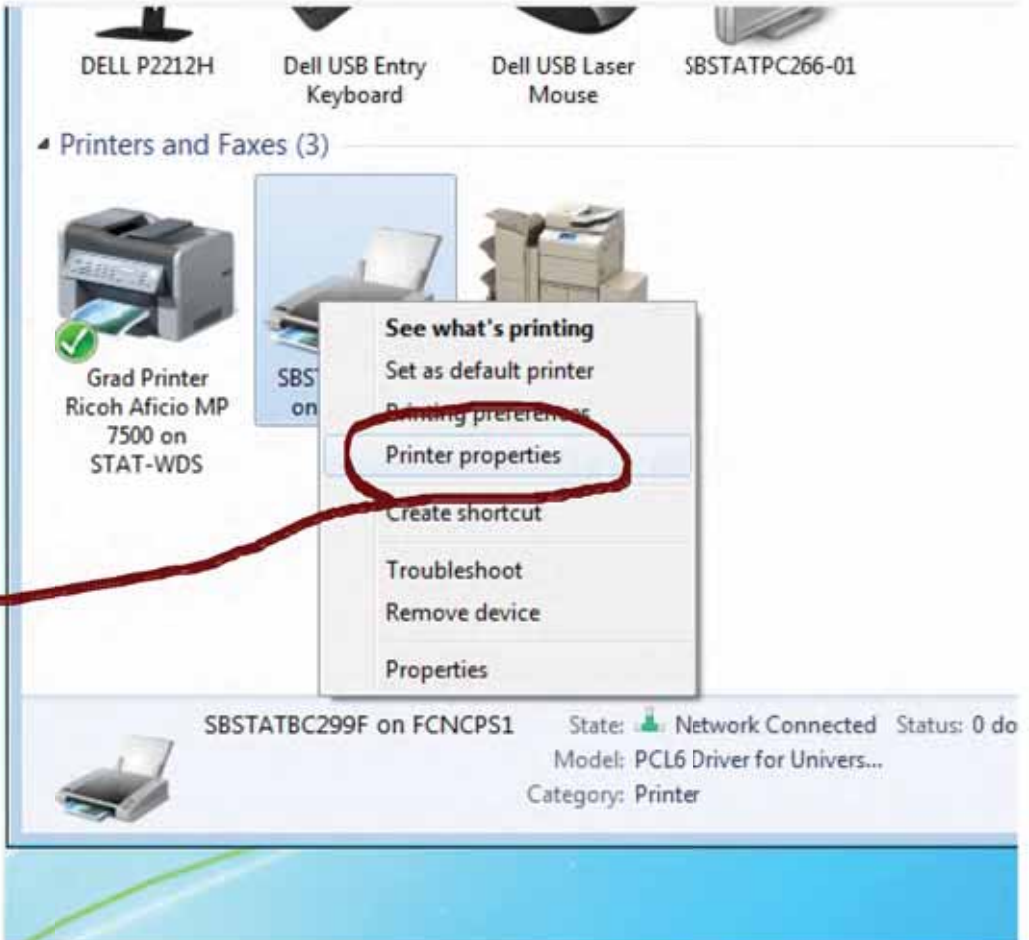 DELL P2212H
Dell USB Entry
Keyboard
Dell USB Laser
Mouse
SBSTATPC266-01
Printers and Faxes (3)
Grad Printer
Ricoh Aficio MP
7500 on
STAT-WDS
SBS
on
See what's printing
Set as default printer
Printing preferences
Printer properties
Create shortcut
Troubleshoot
Remove device
Properties
SBSTATBC299F on FCNCPS1
State: Network Connected
Status: 0 do
Model: PCL6 Driver for Univers...
Category: Printer